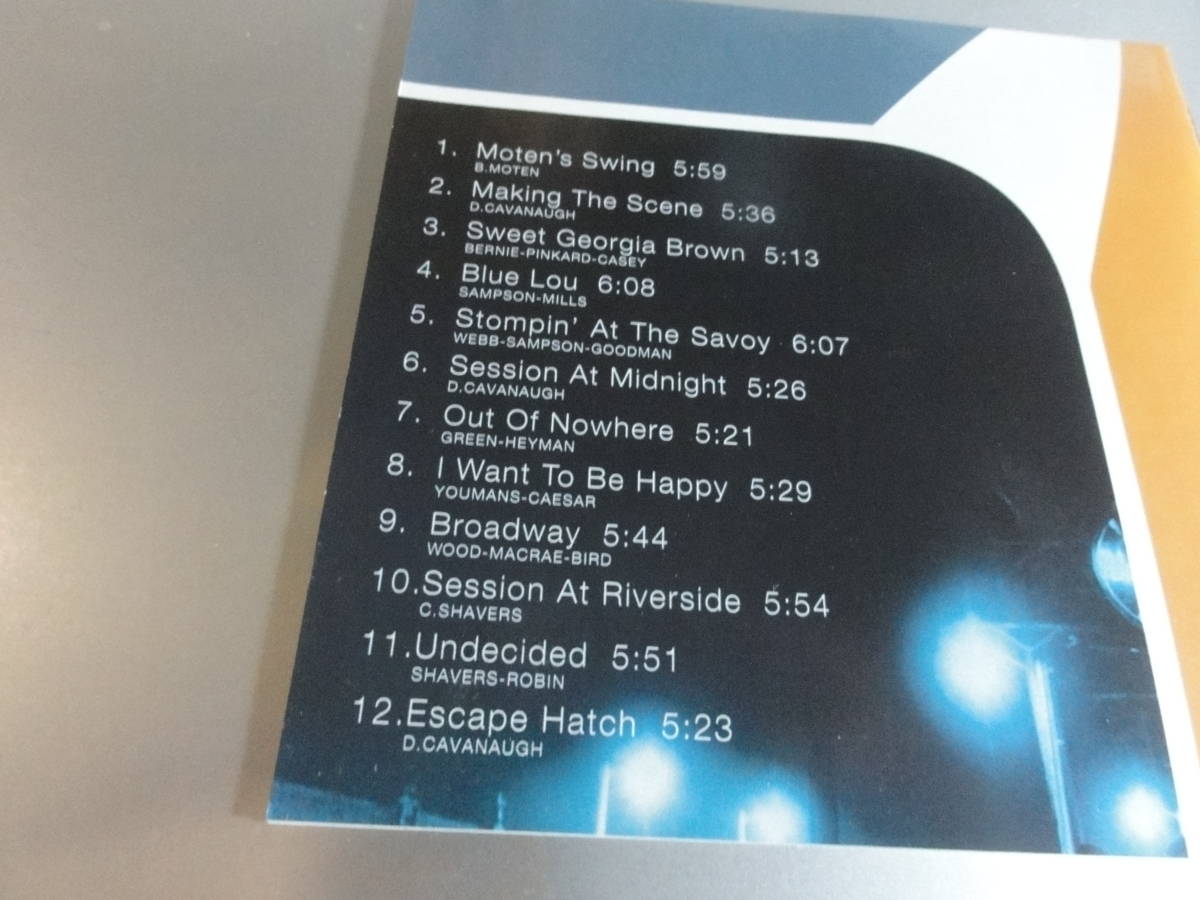 1. Moten's Swing 5:59
B.MOTEN
2. Making The Scene 5:36
D.CAVANAUGH
3. Sweet Georgia Brown 5:13
BERNIE-PINKARD-CASEY
4. Blue Lou 6:08
SAMPSON-MILLS
5. Stompin' At The Savoy 6:07
WEBB-SAMPSON-GOODMAN
6. Session At Midnight 5:26
D.CAVANAUGH
7. Out Of Nowhere 5:21
GREEN-HEYMAN
8. I Want To Be Happy 5:29
YOUMANS-CAESAR
9. Broadway 5:44
WOOD-MACRAE-BIRD
10.Session At Riverside 5:54
C.SHAVERS
11.Undecided 5:51
SHAVERS-ROBIN
12.Escape Hatch 5:23
D.CAVANAUGH